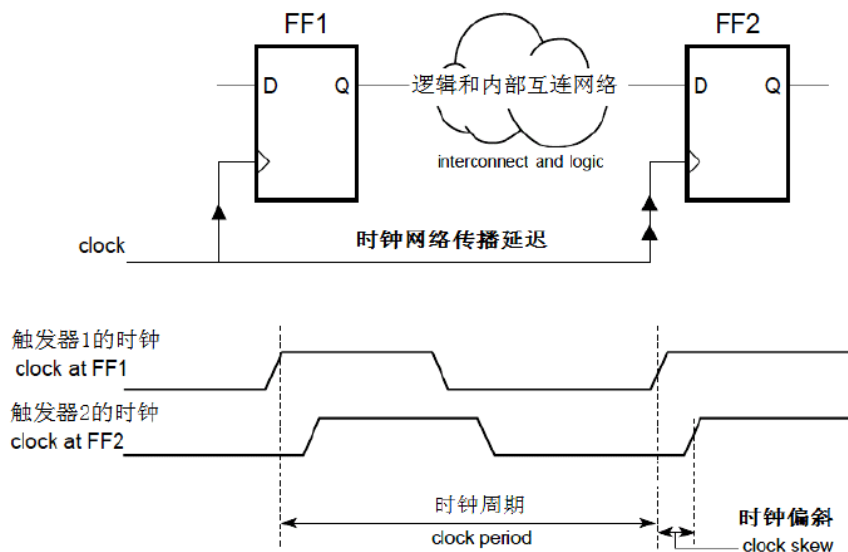 FF1
FF2
D Q
逻辑和内部互连网络
D Q
interconnect and logic
clock
时钟网络传播延迟
触发器1的时钟
clock at FF1
触发器2的时钟
clock at FF2
时钟周期
clock period
时钟偏斜
clock skew